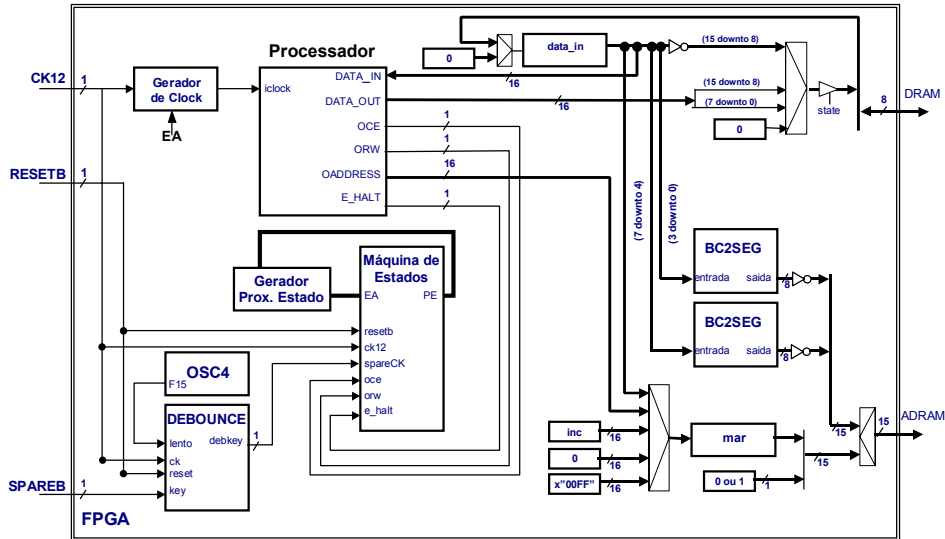 Processador
CK12
1
Gerador
de Clock
EA
iclock
DATA_IN
DATA_OUT
OCE
ORW
OADDRESS
E_HALT
16
16
1
1
16
1
0
data_in
(15 downto 8)
(15 downto 8)
(7 downto 0)
0
state
8
DRAM
RESETB
1
(7 downto 4)
(3 downto 0)
Gerador
Prox. Estado
Máquina de
Estados
EA
PE
resetb
ck12
spareCK
oce
orw
e_halt
BC2SEG
entrada
saida
8
BC2SEG
entrada
saida
8
OSC4
F15
DEBOUNCE
lento
debkey
ck
reset
key
1
SPAREB
1
inc
16
0
16
x"00FF"
16
mar
0 ou 1
1
15
15
15
ADRAM
FPGA